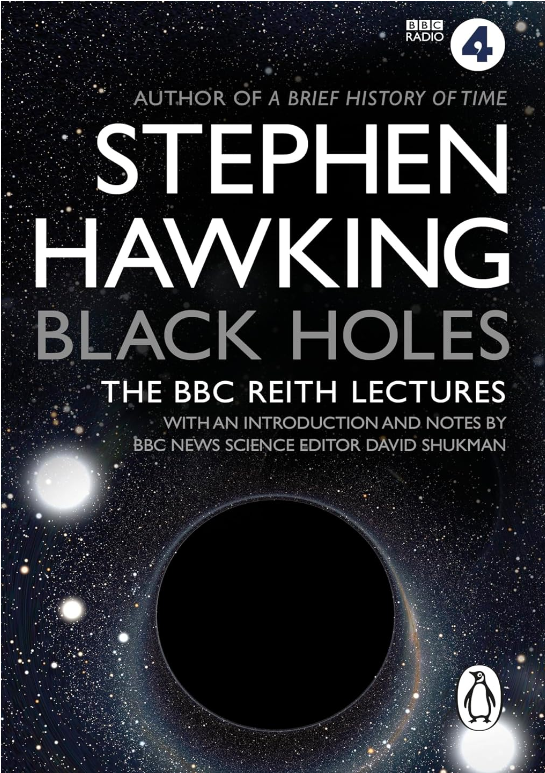 BBC
RADIO
4
AUTHOR OF A BRIEF HISTORY OF TIME
STEPHEN
HAWKING
BLACK HOLES
THE BBC REITH LECTURES
WITH AN INTRODUCTION AND NOTES BY
BBC NEWS SCIENCE EDITOR DAVID SHUKMAN